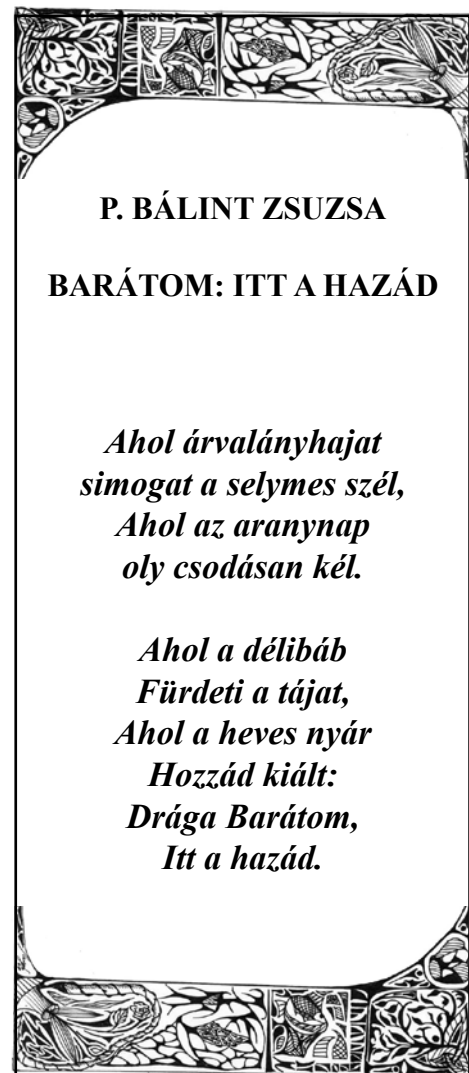 P. BÁLINT ZSUZSA
BARÁTOM: ITT A HAZÁD
Ahol árvalányhajat
simogat a selymes szél,
Ahol az aranynap
oly csodásan kél.
Ahol a délibáb
Fürdeti a tájat,
Ahol a heves nyár
Hozzád kiált:
Drága Barátom,
Itt a hazád.